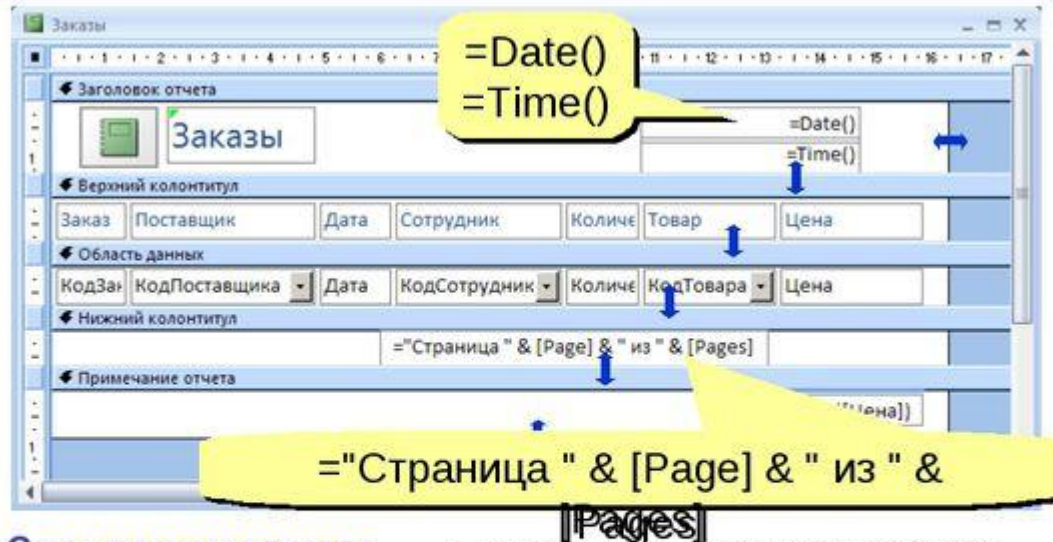 Заказы
=Date()
=Time()
Заголовок отчета
Заказы
=Date()
=Time()
Верхний колонтитул
Заказ Поставщик Дата Сотрудник Количе Товар Цена
Область данных
КодЗак КодПоставщика Дата КодСотрудник Количе КодТовара Цена
Нижний колонтитул
="Страница " & [Page] & " из " & [Pages]
Примечание отчета
="Страница " & [Page] & " из " &
[Pages]